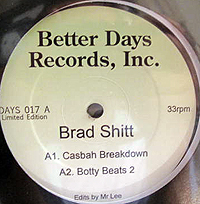 Better Days
Records, Inc.
DAYS 017 A
Limited Edition
33rpm
Brad Shitt
A1. Casbah Breakdown
A2. Botty Beats 2
Edits by Mr Lee